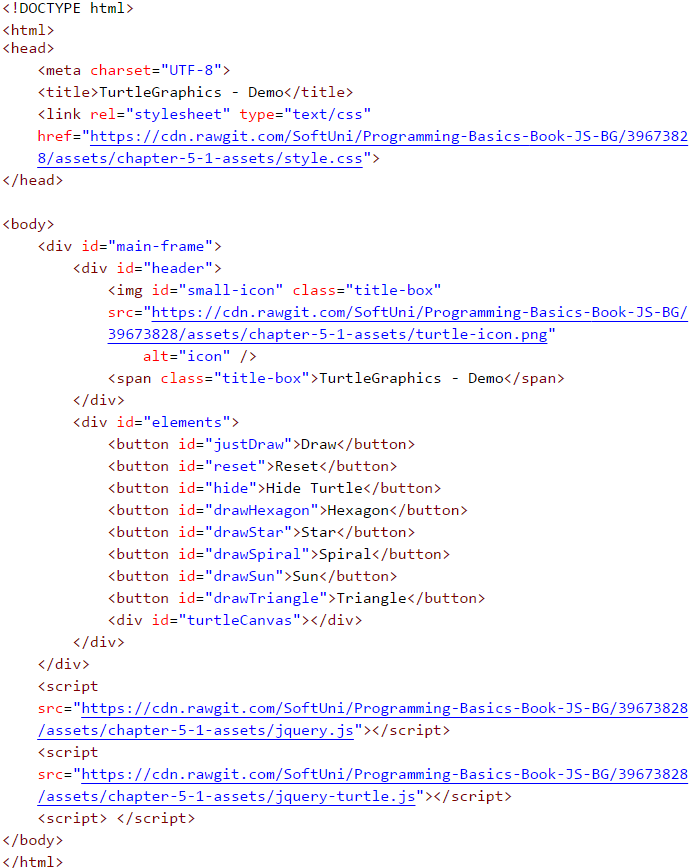 <!DOCTYPE html>
<html>
<head>
    <meta charset="UTF-8">
    <title>TurtleGraphics - Demo</title>
    <link rel="stylesheet" type="text/css"
    href="https://cdn.rawgit.com/SoftUni/Programming-Basics-Book-JS-BG/3967382
    8/assets/chapter-5-1-assets/style.css">
</head>

<body>
    <div id="main-frame">
        <div id="header">
            <img id="small-icon" class="title-box"
            src="https://cdn.rawgit.com/SoftUni/Programming-Basics-Book-JS-BG/
            39673828/assets/chapter-5-1-assets/turtle-icon.png"
                alt="icon" />
            <span class="title-box">TurtleGraphics - Demo</span>
        </div>
        <div id="elements">
            <button id="justDraw">Draw</button>
            <button id="reset">Reset</button>
            <button id="hide">Hide Turtle</button>
            <button id="drawHexagon">Hexagon</button>
            <button id="drawStar">Star</button>
            <button id="drawSpiral">Spiral</button>
            <button id="drawSun">Sun</button>
            <button id="drawTriangle">Triangle</button>
            <div id="turtleCanvas"></div>
        </div>
    </div>
    <script
    src="https://cdn.rawgit.com/SoftUni/Programming-Basics-Book-JS-BG/39673828
    /assets/chapter-5-1-assets/jquery.js"></script>
    <script
    src="https://cdn.rawgit.com/SoftUni/Programming-Basics-Book-JS-BG/39673828
    /assets/chapter-5-1-assets/jquery-turtle.js"></script>
    <script> </script>
</body>
</html>